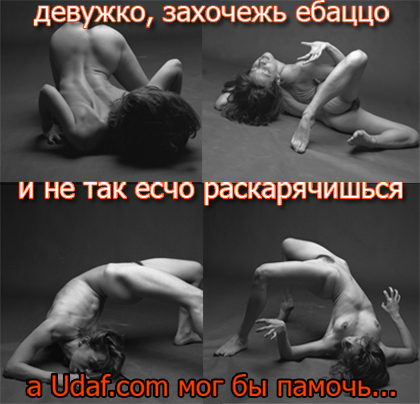 девужко, захочежь ебаццо
и не так есчо раскарячишься
а Udaf.com мог бы памочь...